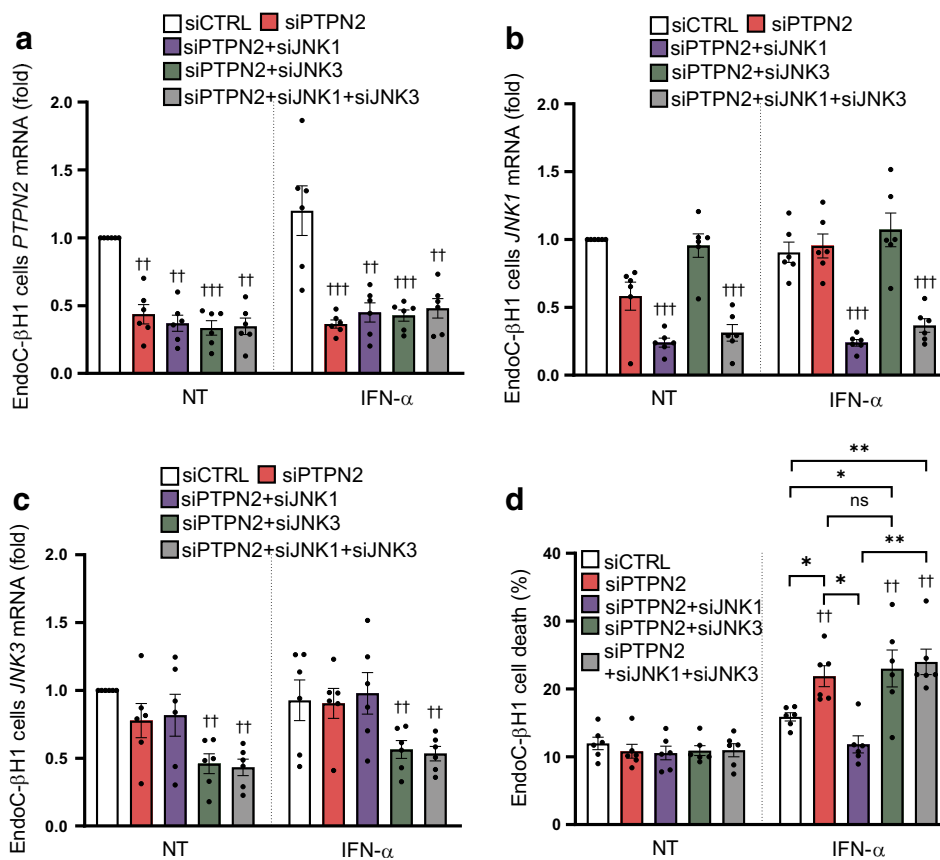 a
siCTRL siPTPN2
siPTPN2+siJNK1
siPTPN2+siJNK3
siPTPN2+siJNK1+siJNK3
EndoC-βH1 cells PTPN2 mRNA (fold)
2.0
1.5
1.0
0.5
0.0
†† †† ††† †† ††† †† ††† ††
NT IFN-α
b
siCTRL siPTPN2
siPTPN2+siJNK1
siPTPN2+siJNK3
siPTPN2+siJNK1+siJNK3
EndoC-βH1 cells JNK1 mRNA (fold)
2.0
1.5
1.0
0.5
0.0
††† ††† ††† †††
NT IFN-α
c
siCTRL siPTPN2
siPTPN2+siJNK1
siPTPN2+siJNK3
siPTPN2+siJNK1+siJNK3
EndoC-βH1 cells JNK3 mRNA (fold)
2.0
1.5
1.0
0.5
0.0
†† †† †† ††
NT IFN-α
d
siCTRL
siPTPN2
siPTPN2+siJNK1
siPTPN2+siJNK3
siPTPN2
+siJNK1+siJNK3
EndoC-βH1 cell death (%)
40
30
20
10
0
**
*
ns
**
* *
†† †† ††
NT IFN-α